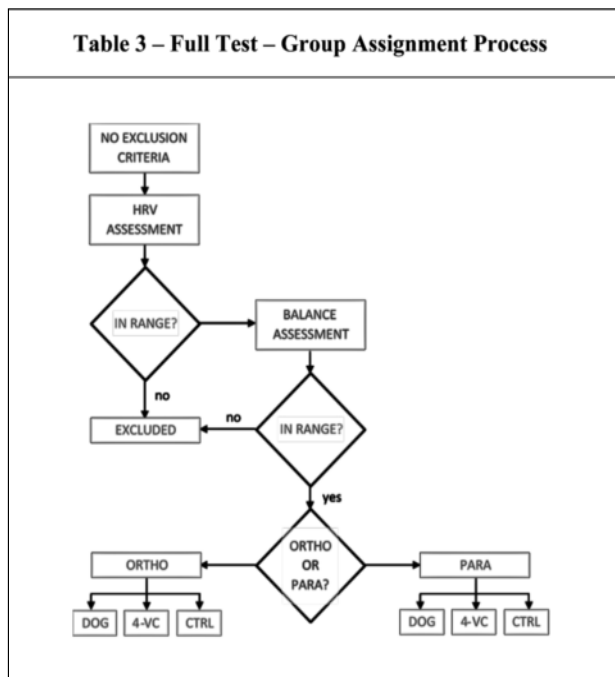 Table 3 – Full Test – Group Assignment Process
NO EXCLUSION
CRITERIA
HRV
ASSESSMENT
IN RANGE?
BALANCE
ASSESSMENT
no
EXCLUDED
no
IN RANGE?
yes
ORTHO
ORTHO
OR
PARA?
PARA
DOG 4-VC CTRL
DOG 4-VC CTRL